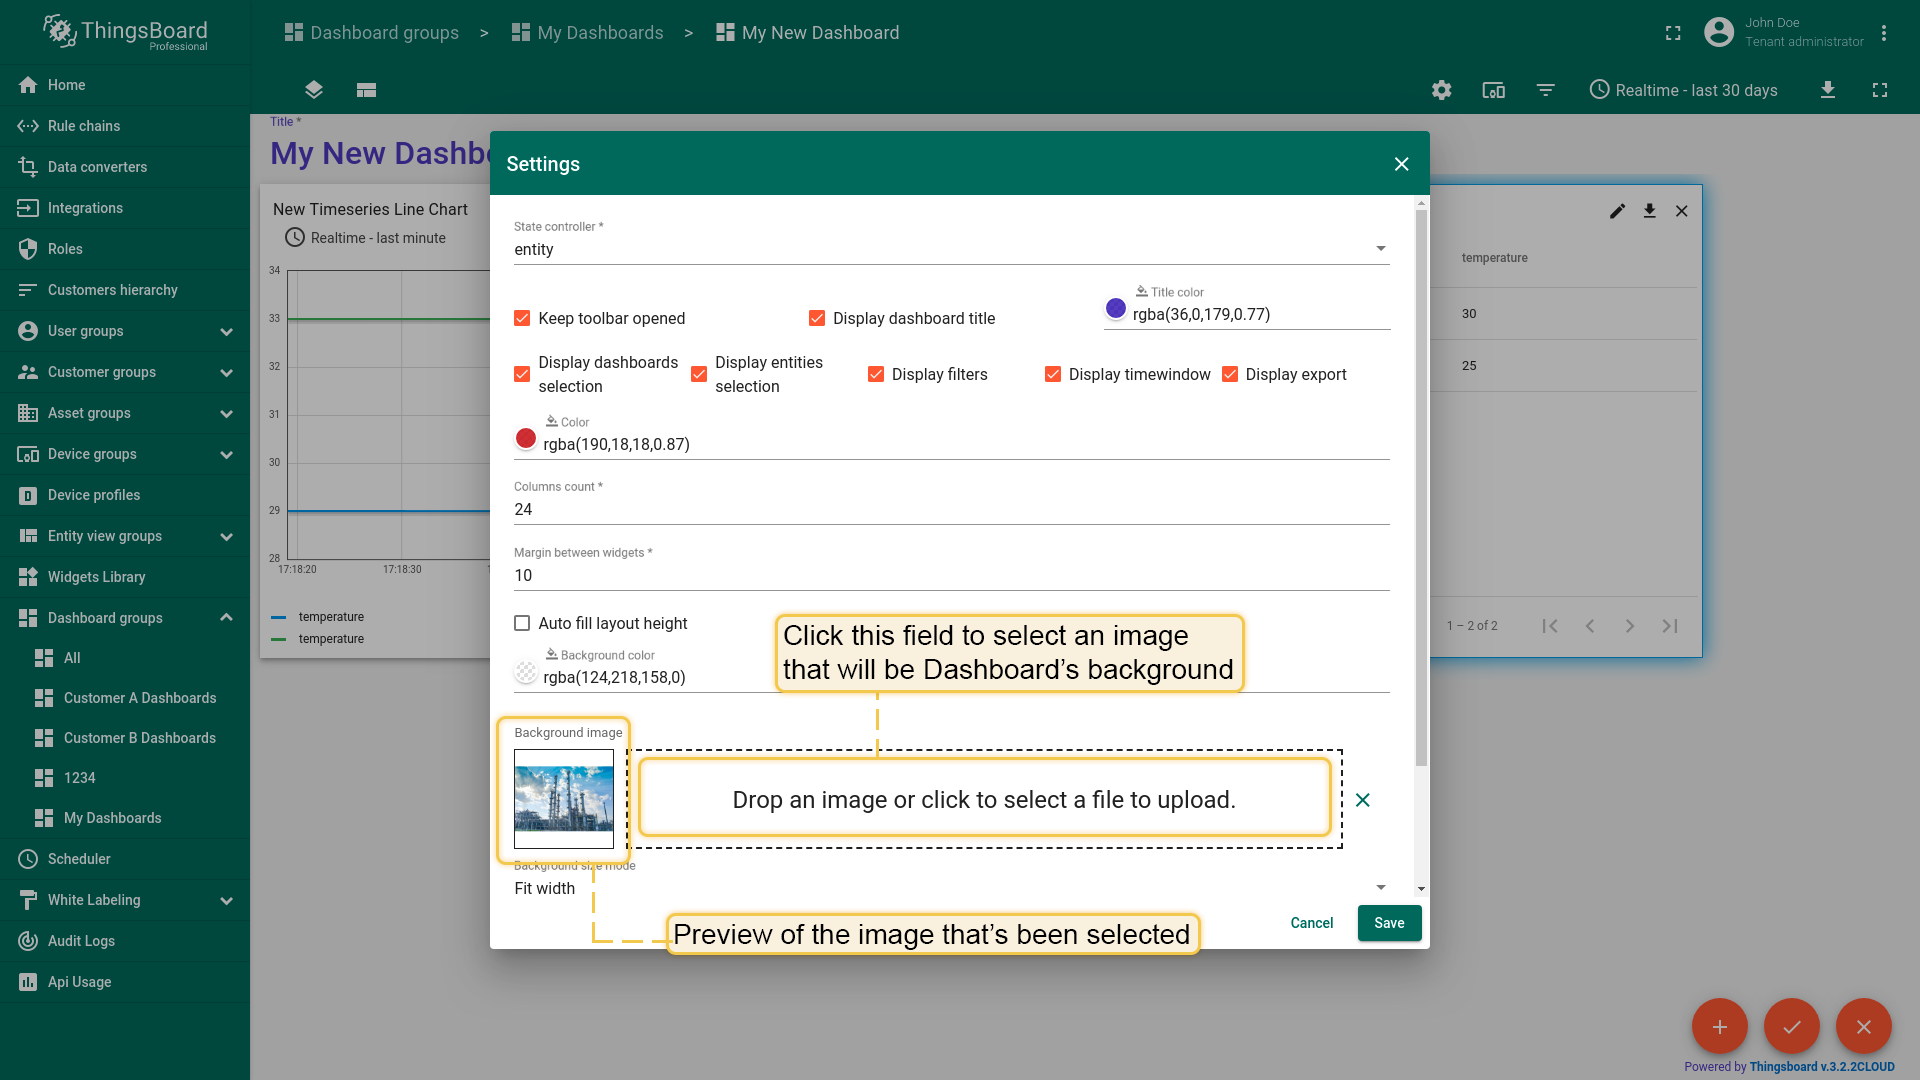 ThingsBoard
Professional
Dashboard groups > My Dashboards > My New Dashboard
John Doe
Tenant administrator
Realtime - last 30 days
Home
Rule chains
Data converters
Integrations
Roles
Customers hierarchy
User groups
Customer groups
Asset groups
Device groups
Device profiles
Entity view groups
Widgets Library
Dashboard groups
All
Customer A Dashboards
Customer B Dashboards
1234
My Dashboards
Scheduler
White Labeling
Audit Logs
Api Usage
Title *
My New Dashb
New Timeseries Line Chart
Realtime - last minute
34
33
32
31
30
29
28
17:18:20 17:18:30
temperature
temperature
Settings
State controller *
entity
Keep toolbar opened
Display dashboard title
Title color
rgba(36,0,179,0.77)
Display dashboards
selection
Display entities
selection
Display filters
Display timewindow
Display export
Color
rgba(190,18,18,0.87)
Columns count *
24
Margin between widgets *
10
Auto fill layout height
Background color
rgba(124,218,158,0)
Click this field to select an image
that will be Dashboard's background
Background image
Drop an image or click to select a file to upload.
Background size mode
Fit width
Preview of the image that's been selected
Cancel
Save
temperature
30
25
1 – 2 of 2
Powered by Thingsboard v.3.2.2CLOUD